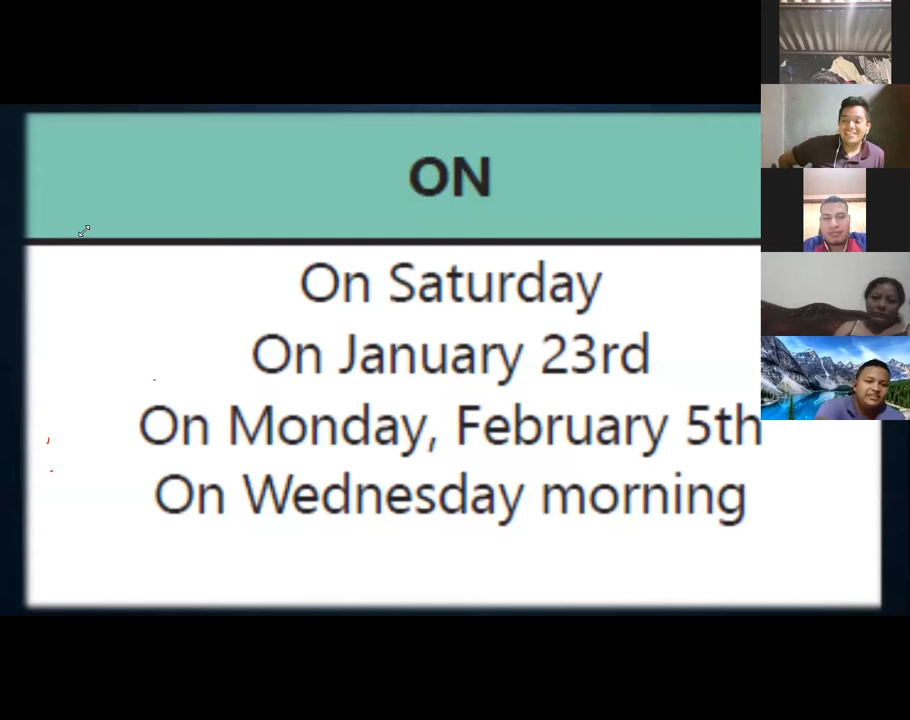 ON
On Saturday
On January 23rd
On Monday, February 5th
On Wednesday morning